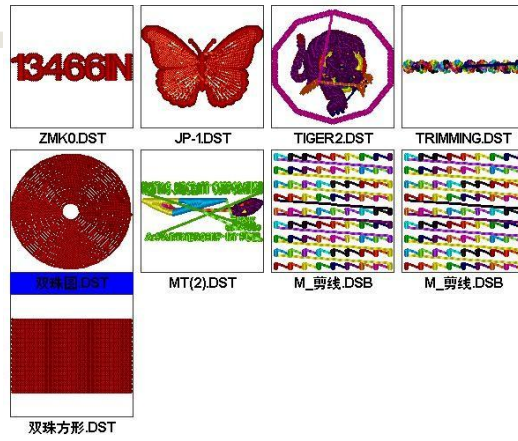 13466IN
ZMK0.DST
JP-1.DST
TIGER2.DST
TRIMMING.DST
双珠圆.DST
MT(2).DST
M_剪线.DSB
M_剪线.DSB
双珠方形.DST